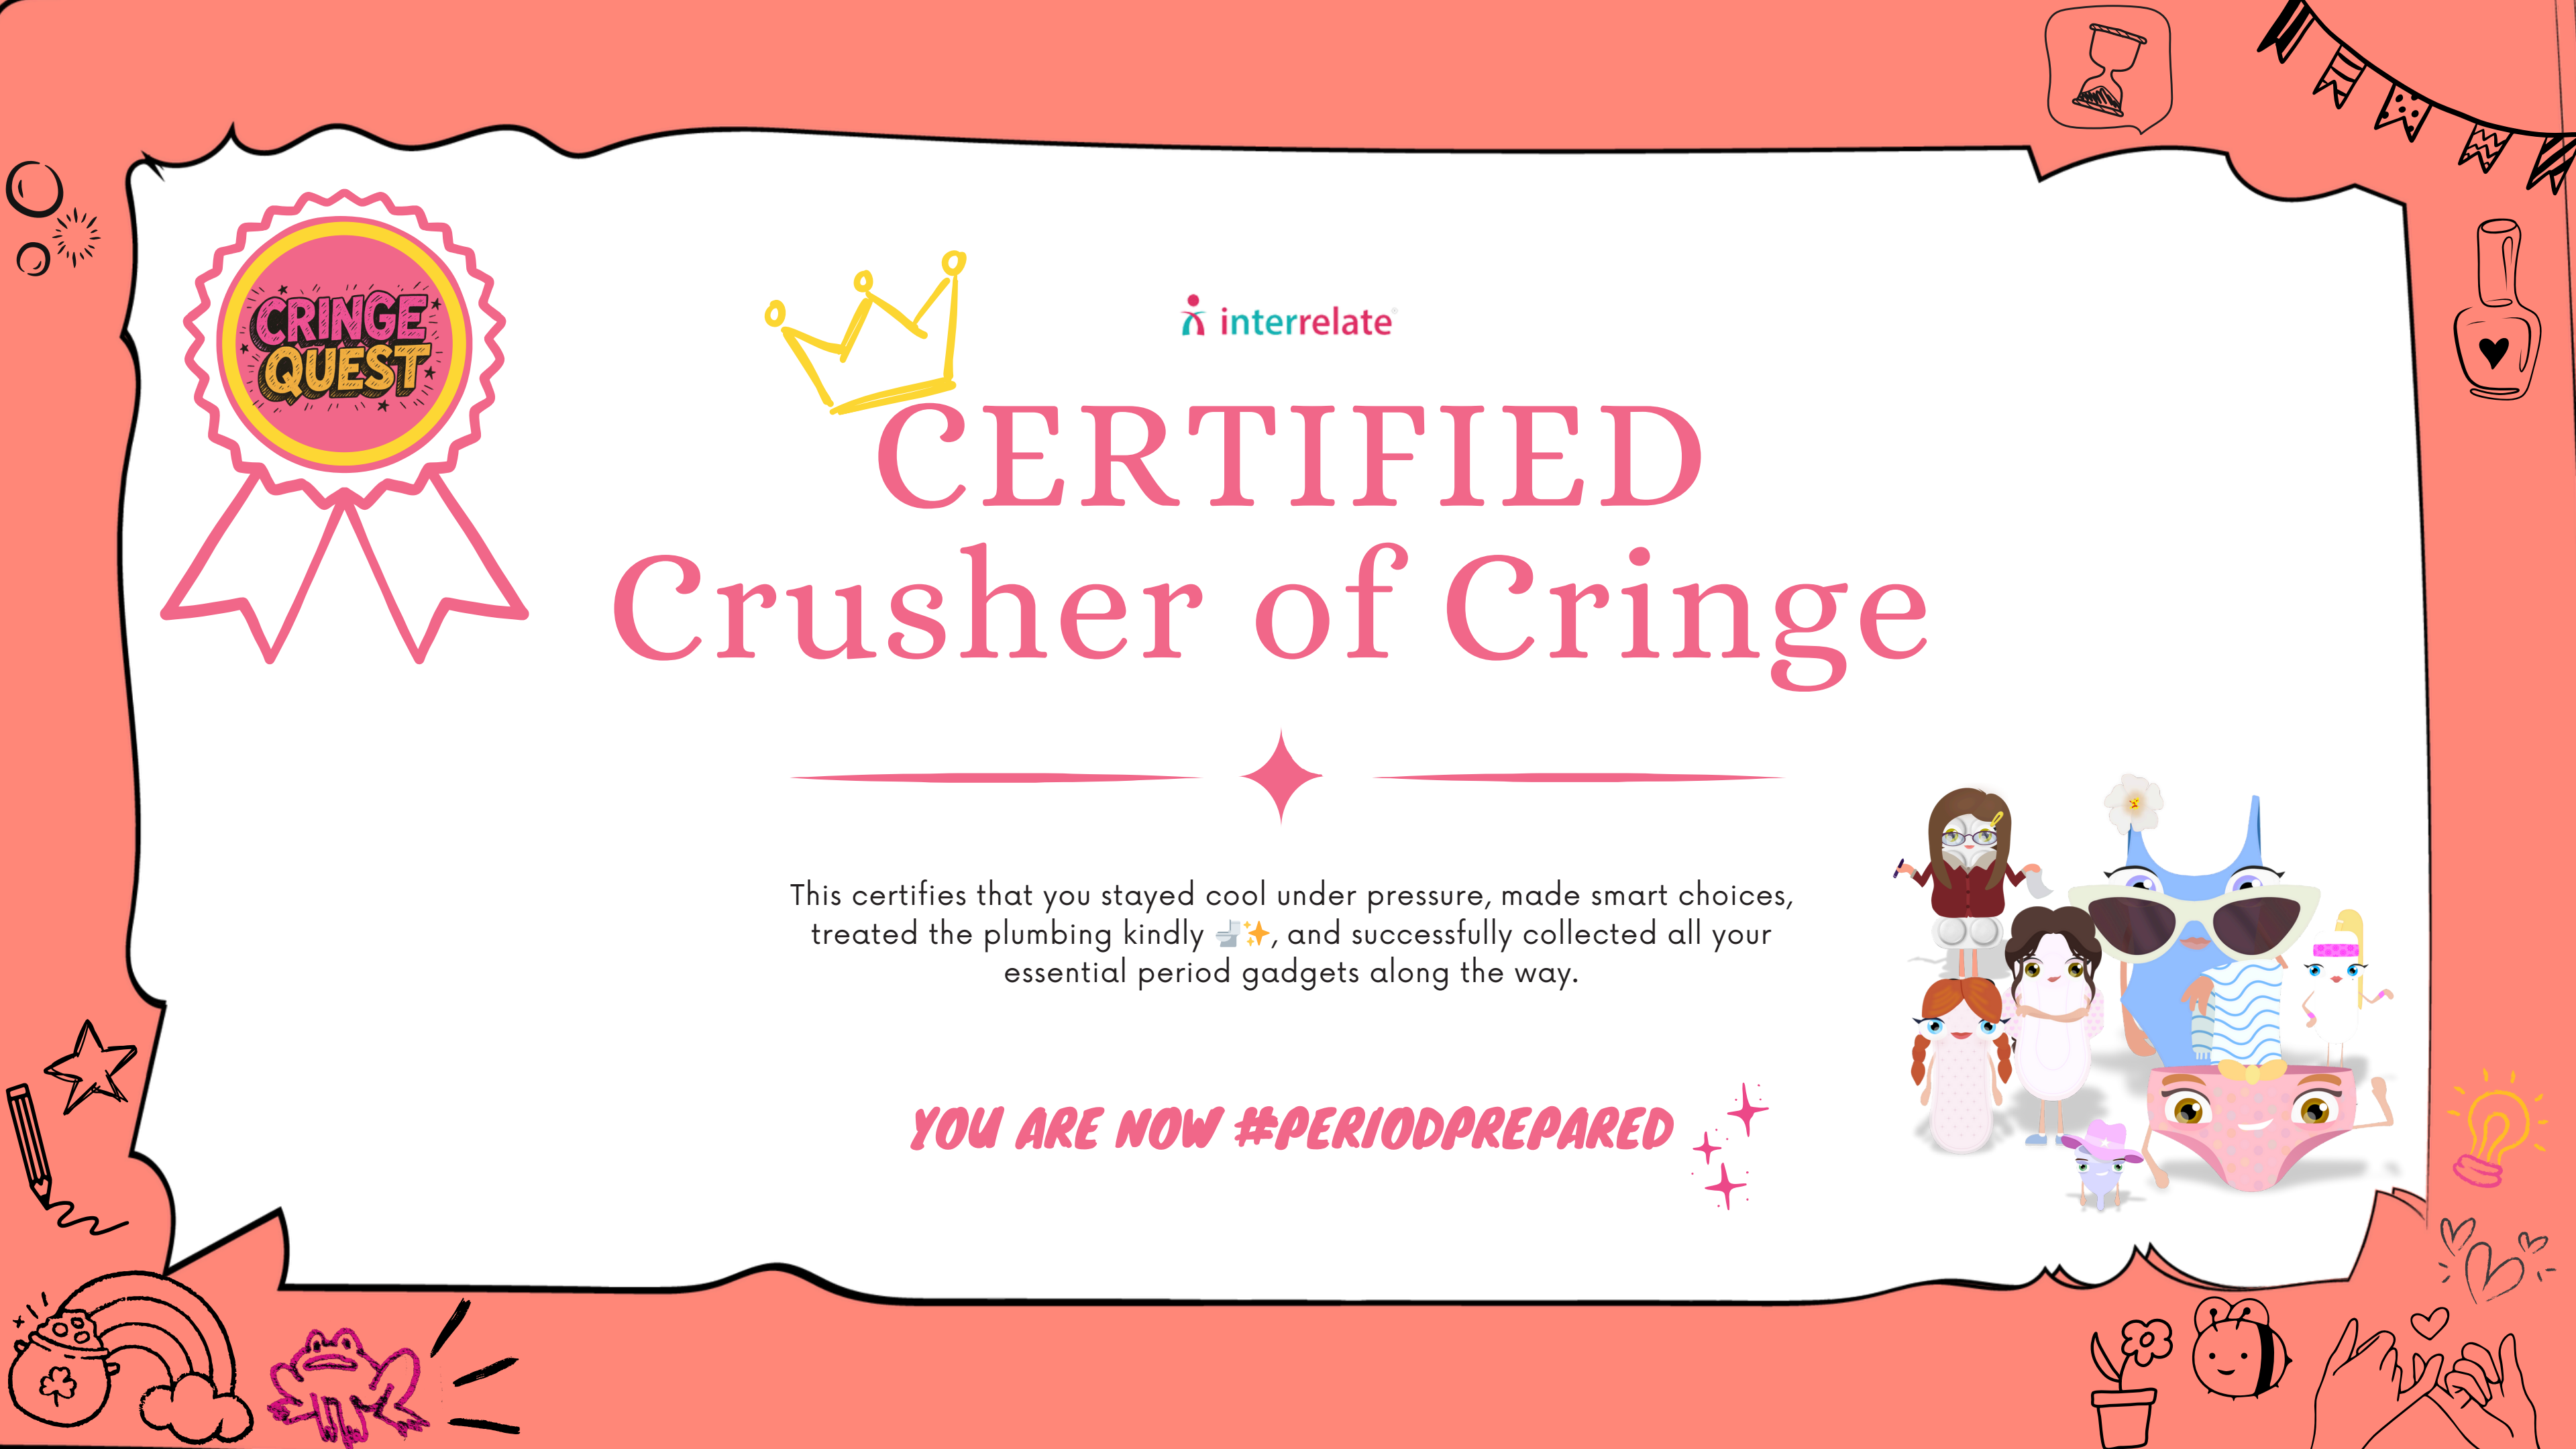 CRINGE
QUEST
interrelate
CERTIFIED
Crusher of Cringe
This certifies that you stayed cool under pressure, made smart choices,
treated the plumbing kindly 🚽✨, and successfully collected all your
essential period gadgets along the way.
YOU ARE NOW #PERIODPREPARED